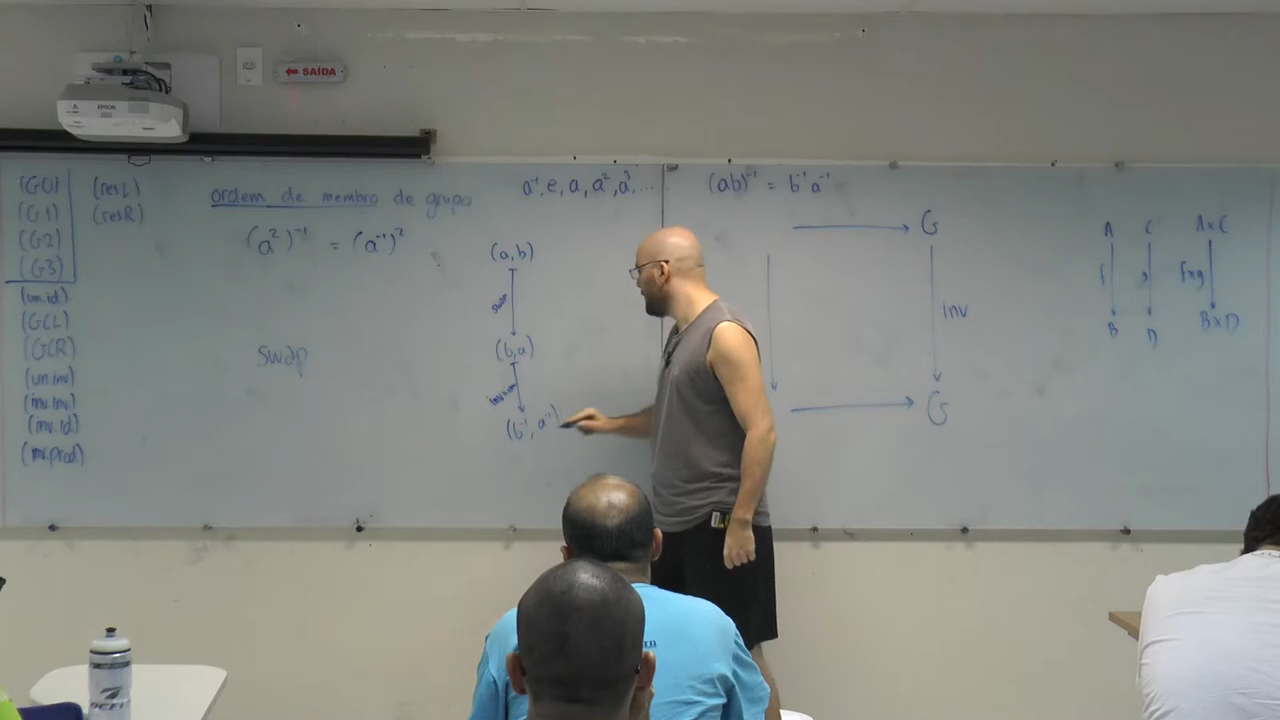 (G0)
(G1)
(G2)
(G3)
(un.id)
(GCL)
(GCR)
(un.inv)
(inv.inv)
(inv.id)
(inv.prod)
(resL)
(resR)
ordem de membro de grupo
(a²)⁻¹ = (a⁻¹)²
swap
a⁻¹, e, a, a², a³, ...
(a,b)
swap
(b,a)
(b⁻¹, a⁻¹)
(ab)⁻¹ = b⁻¹a⁻¹
G
inv
G
A C A×C
f g f×g
B D B×D
SAÍDA
EPSON